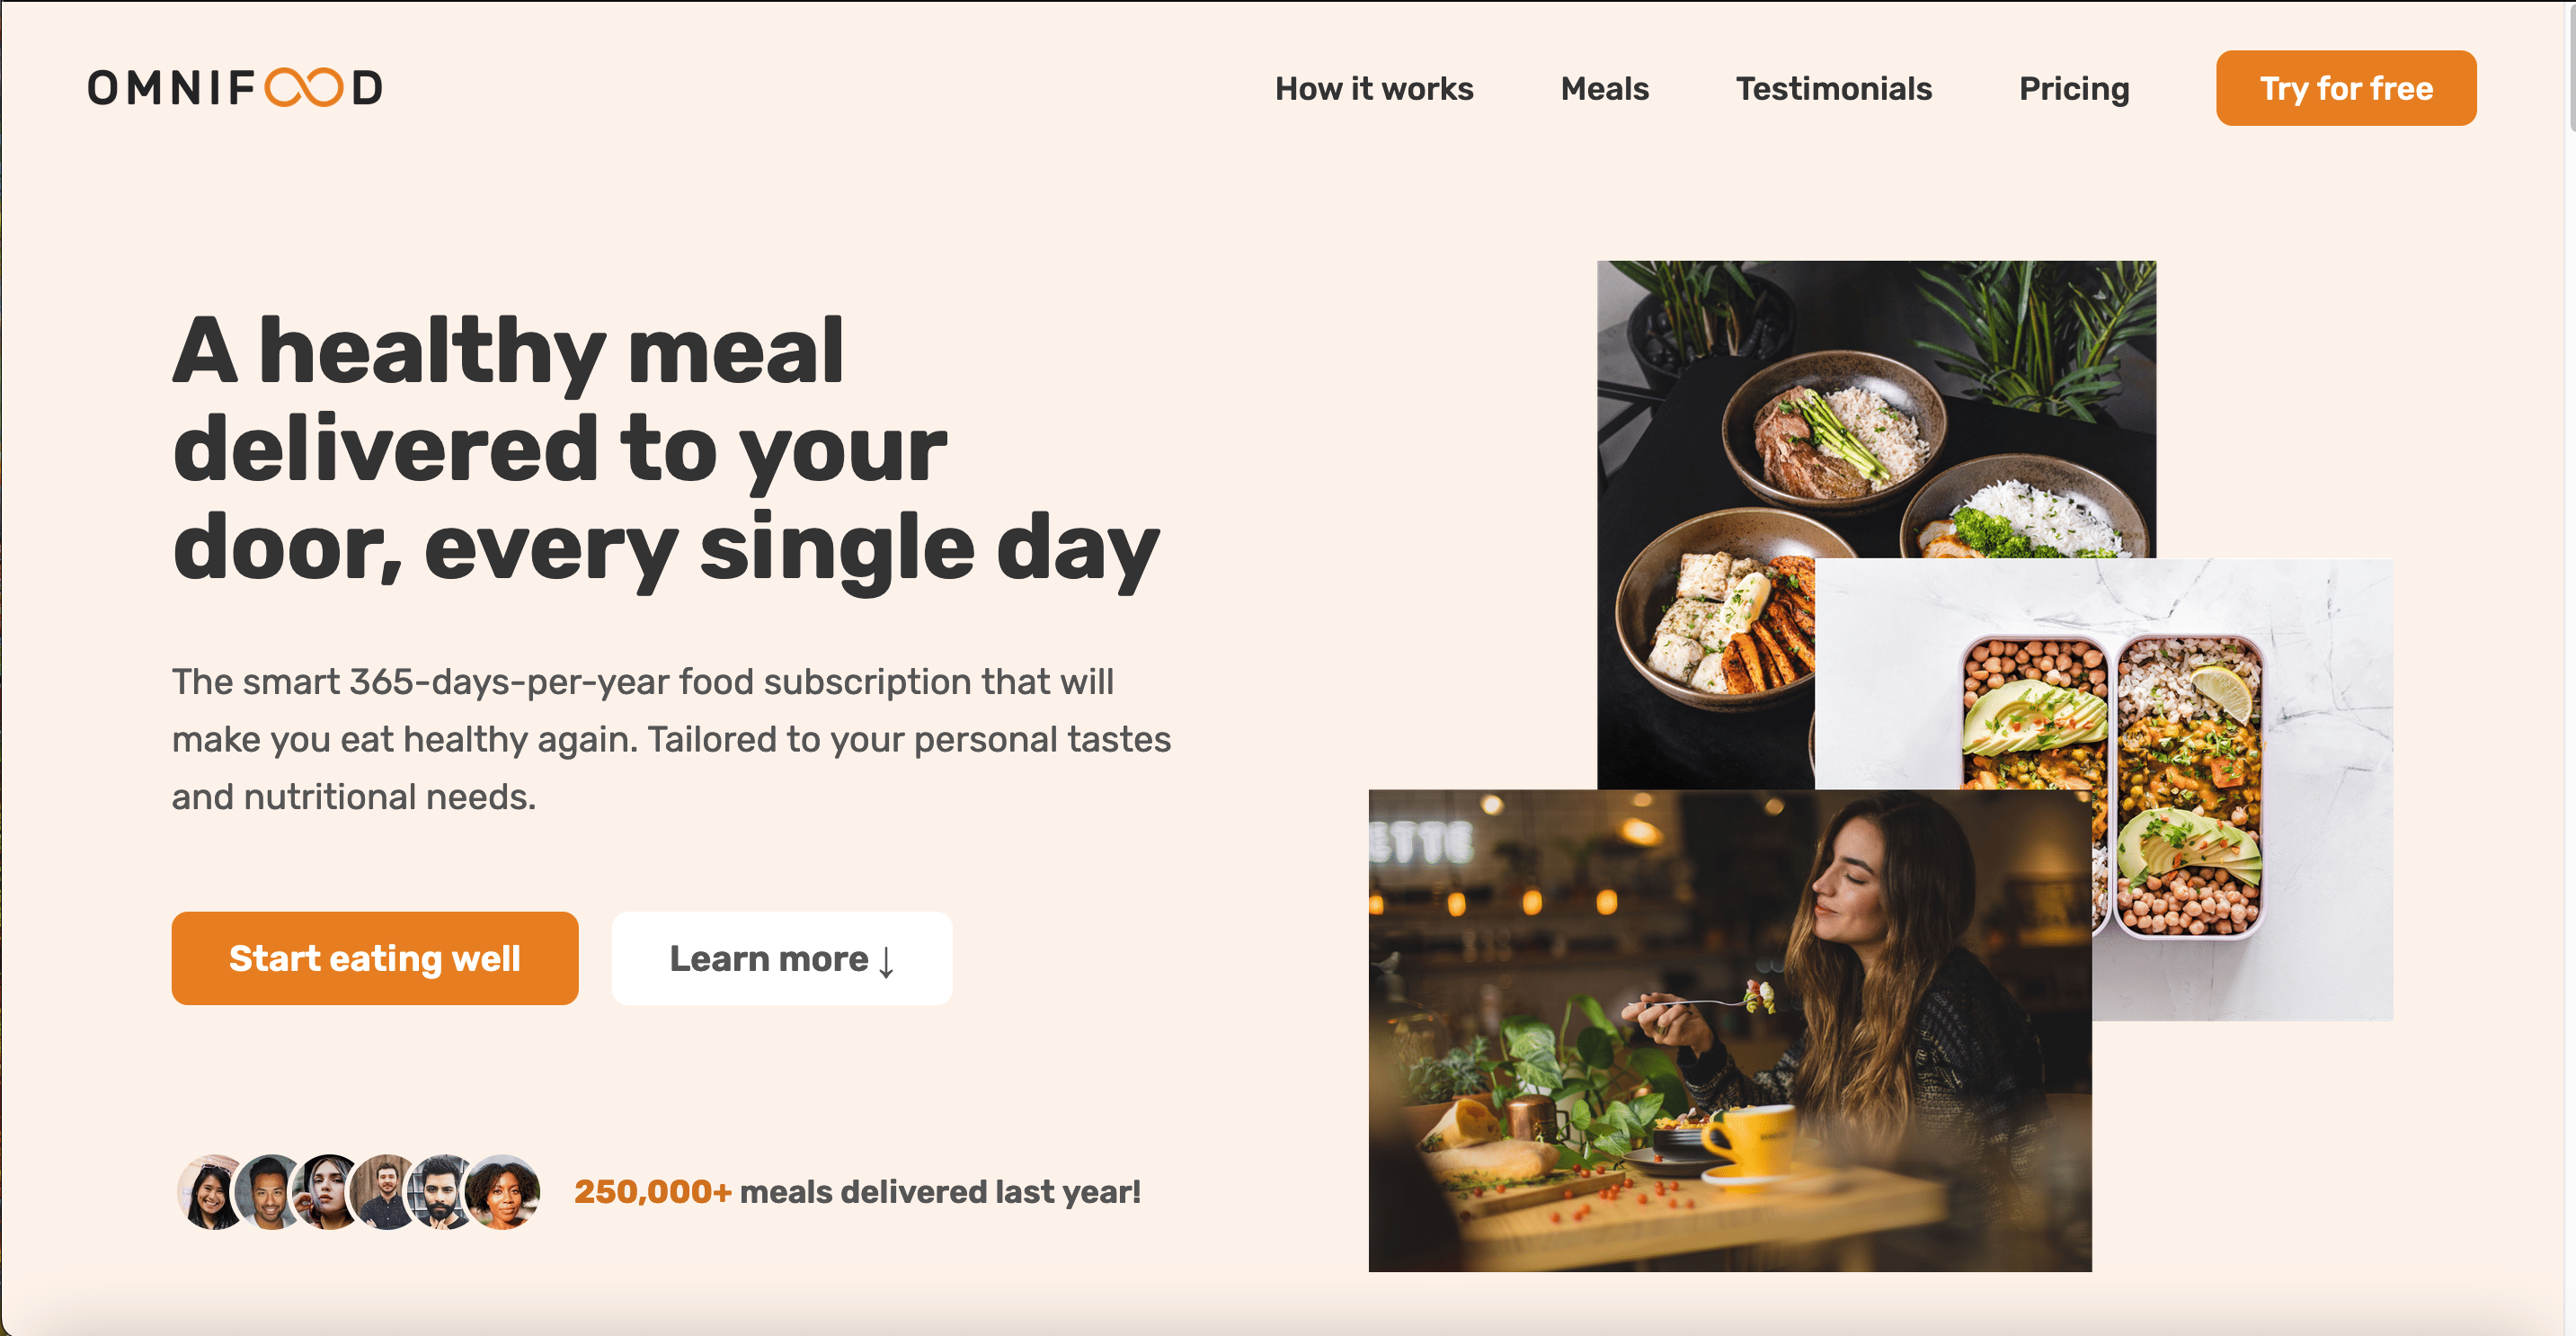 OMNIFOOD
How it works
Meals
Testimonials
Pricing
Try for free
A healthy meal
delivered to your
door, every single day
The smart 365-days-per-year food subscription that will
make you eat healthy again. Tailored to your personal tastes
and nutritional needs.
Start eating well
Learn more ↓
250,000+ meals delivered last year!
ETTE